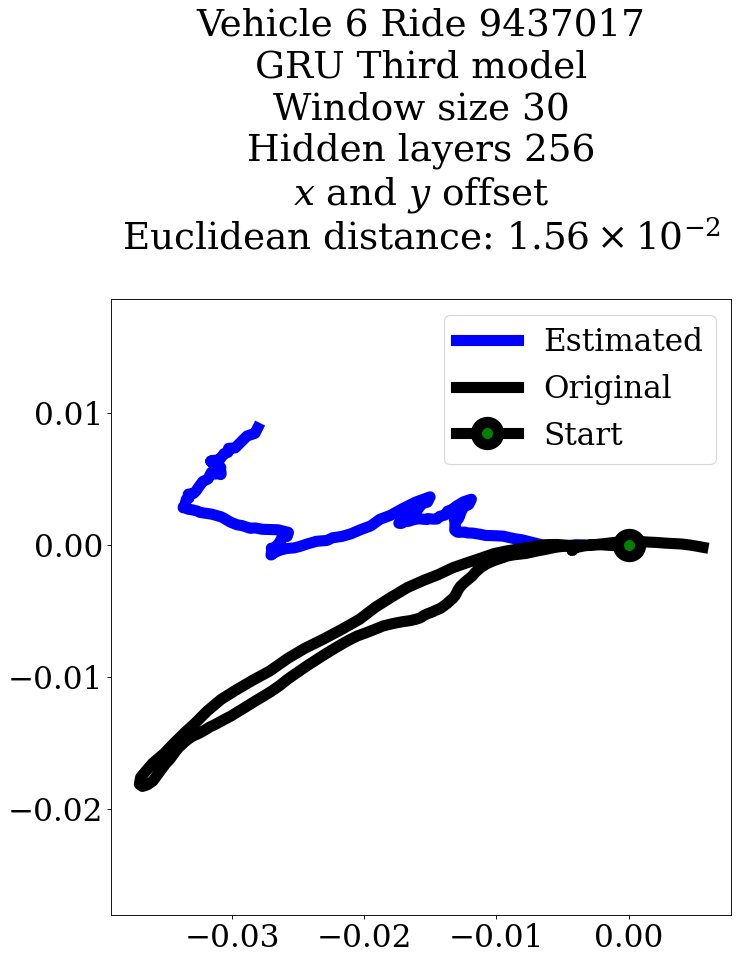 Vehicle 6 Ride 9437017
GRU Third model
Window size 30
Hidden layers 256
x and y offset
Euclidean distance: 1.56 × 10⁻²
Estimated
Original
Start
0.01
0.00
−0.01
−0.02
−0.03
−0.02
−0.01
0.00